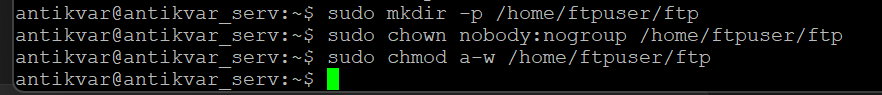 antikvar@antikvar_serv:~$ sudo mkdir -p /home/ftpuser/ftp
antikvar@antikvar_serv:~$ sudo chown nobody:nogroup /home/ftpuser/ftp
antikvar@antikvar_serv:~$ sudo chmod a-w /home/ftpuser/ftp
antikvar@antikvar_serv:~$